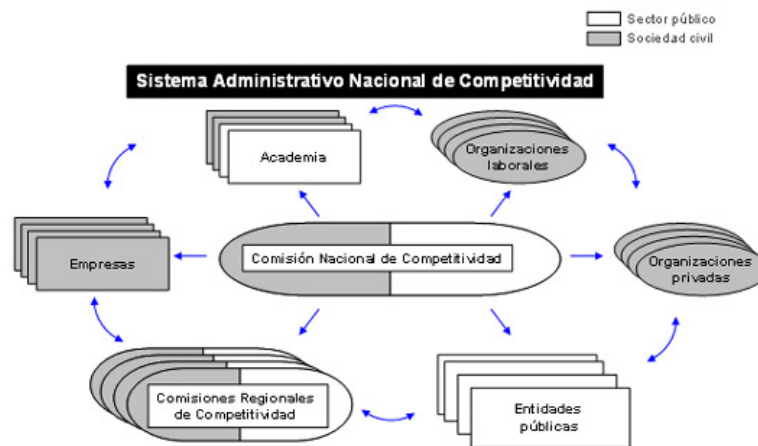 Sector público
Sociedad civil
Sistema Administrativo Nacional de Competitividad
Academia
Organizaciones
laborales
Empresas
Comisión Nacional de Competitividad
Organizaciones
privadas
Comisiones Regionales
de Competitividad
Entidades
públicas